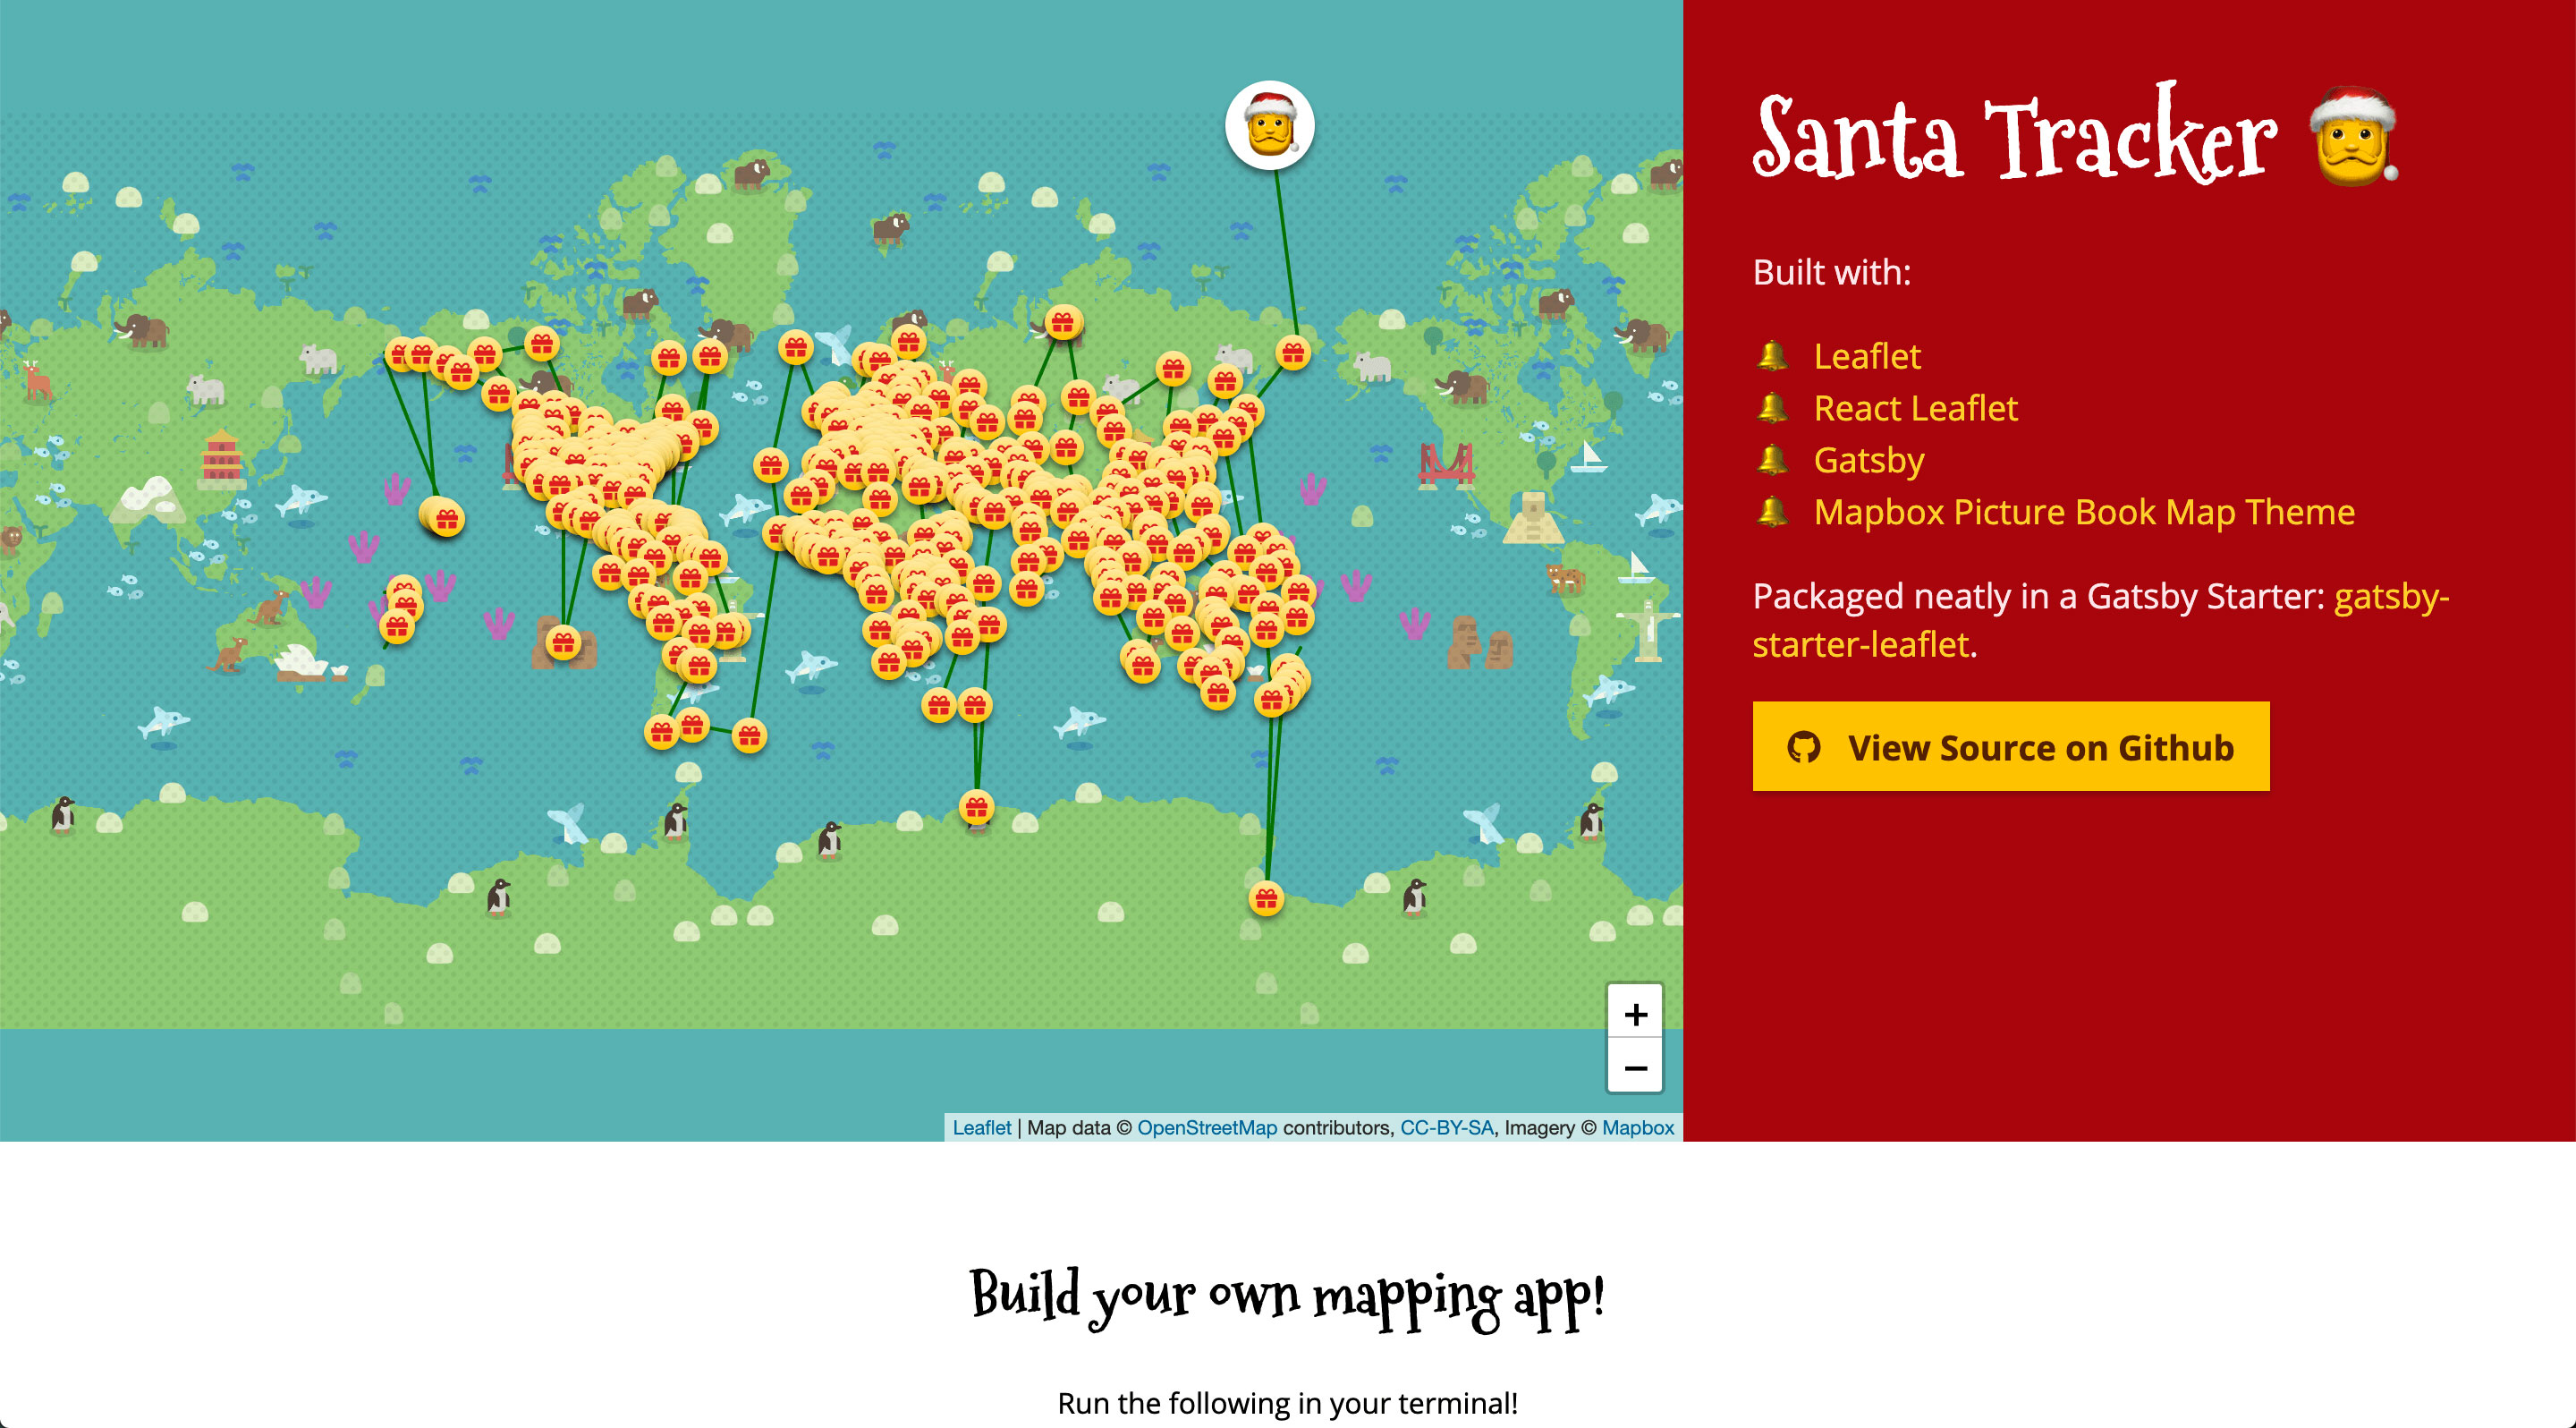 Santa Tracker
Built with:
Leaflet
React Leaflet
Gatsby
Mapbox Picture Book Map Theme
Packaged neatly in a Gatsby Starter: gatsby-
starter-leaflet.
View Source on Github
+
−
Leaflet | Map data © OpenStreetMap contributors, CC-BY-SA, Imagery © Mapbox
Build your own mapping app!
Run the following in your terminal!